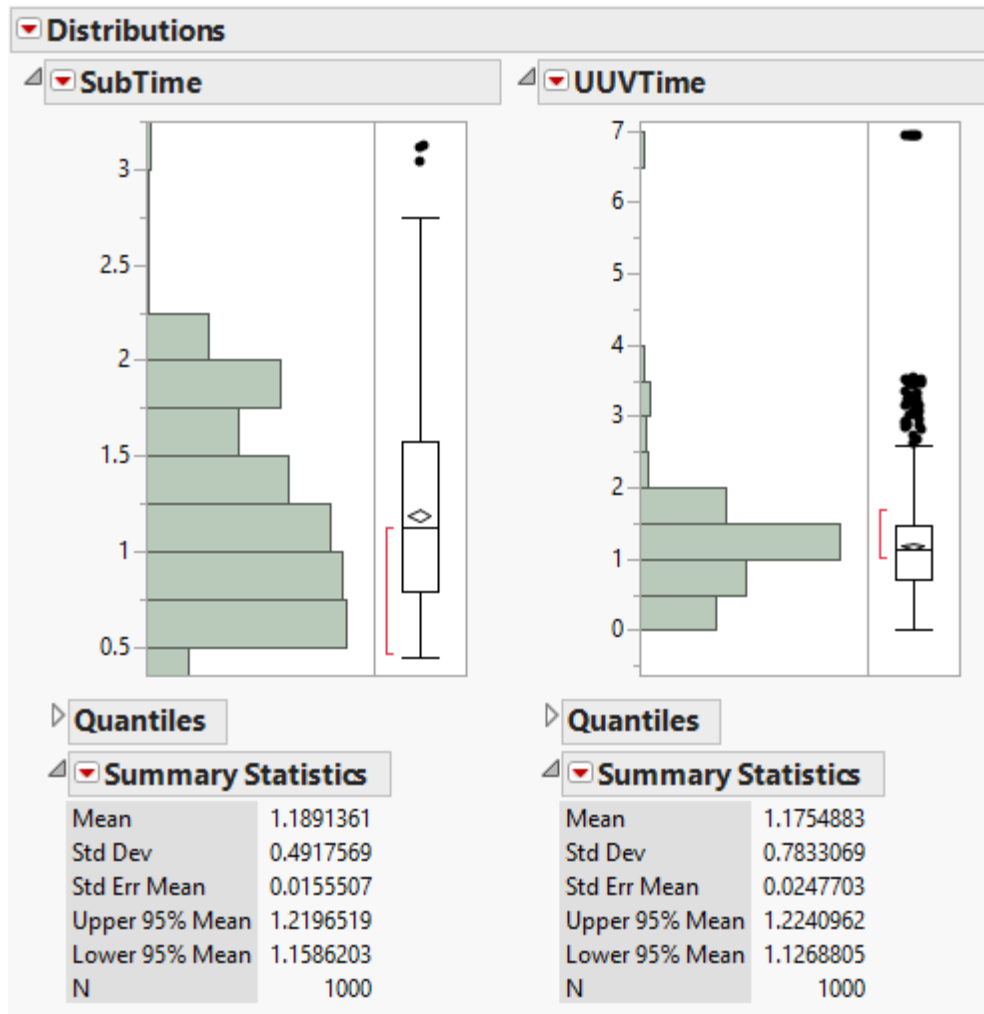 Distributions
SubTime
3
2.5
2
1.5
1
0.5
Quantiles
Summary Statistics
Mean 1.1891361
Std Dev 0.4917569
Std Err Mean 0.0155507
Upper 95% Mean 1.2196519
Lower 95% Mean 1.1586203
N 1000
UUVTime
7
6
5
4
3
2
1
0
Quantiles
Summary Statistics
Mean 1.1754883
Std Dev 0.7833069
Std Err Mean 0.0247703
Upper 95% Mean 1.2240962
Lower 95% Mean 1.1268805
N 1000